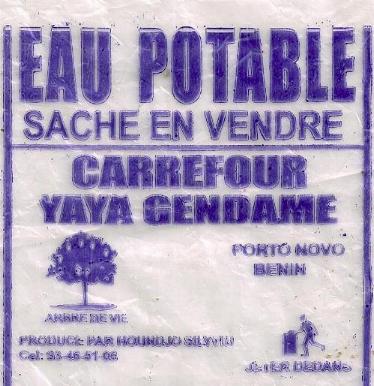 EAU POTABLE
SACHE EN VENDRE
CARREFOUR
YAYA GENDAME
PORTO NOVO
BENIN
ARBRE DE VIE
PRODUCE PAR HOUNDJO
Cel: 93-46-51-06
JETER DEDANS